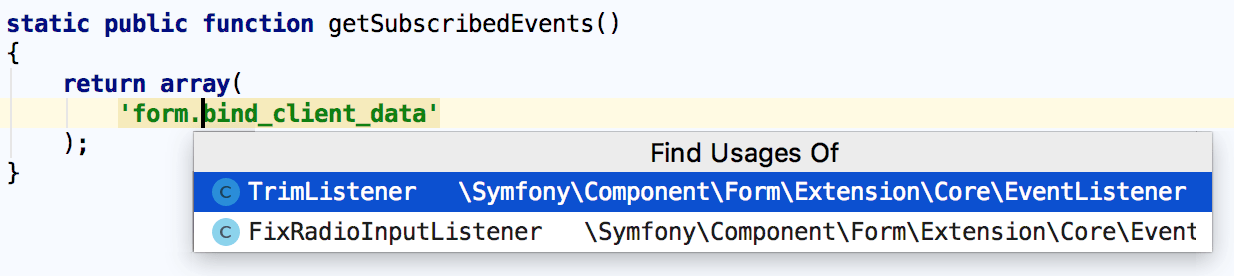 static public function getSubscribedEvents()
{
return array(
'form.bind_client_data'
);
}
Find Usages Of
C TrimListener \Symfony\Component\Form\Extension\Core\EventListener
C FixRadioInputListener \Symfony\Component\Form\Extension\Core\Event